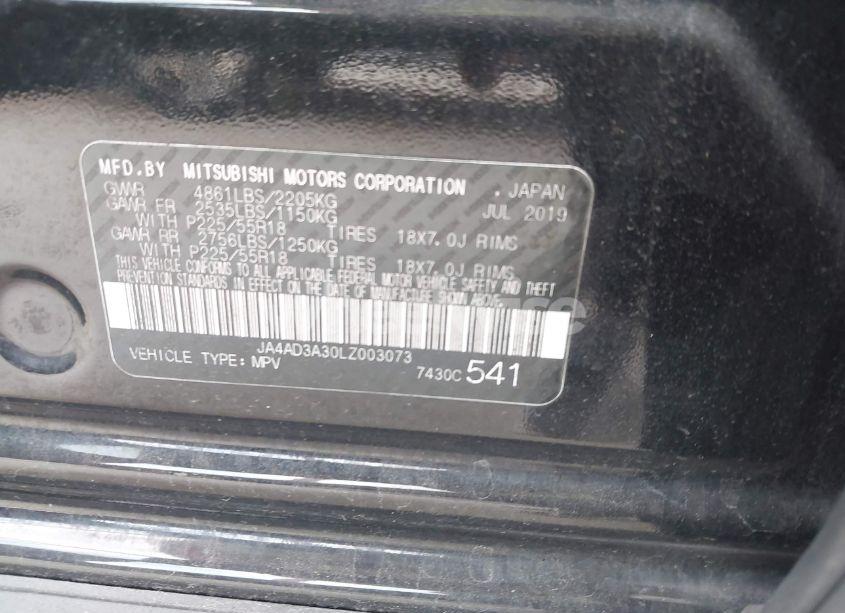 MFD.BY MITSUBISHI MOTORS CORPORATION , JAPAN
GVWR 4861LBS/2205KG JUL 2019
GAWR FR 2535LBS/1150KG
WITH P225/55R18 TIRES 18X7.0J RIMS
GAWR RR 2756LBS/1250KG
WITH P225/55R18 TIRES 18X7.0J RIMS
THIS VEHICLE CONFORMS TO ALL APPLICABLE FEDERAL MOTOR VEHICLE SAFETY AND THEFT
PREVENTION STANDARDS IN EFFECT ON THE DATE OF MANUFACTURE SHOWN ABOVE.
JA4AD3A30LZ003073
VEHICLE TYPE: MPV 7430C 541